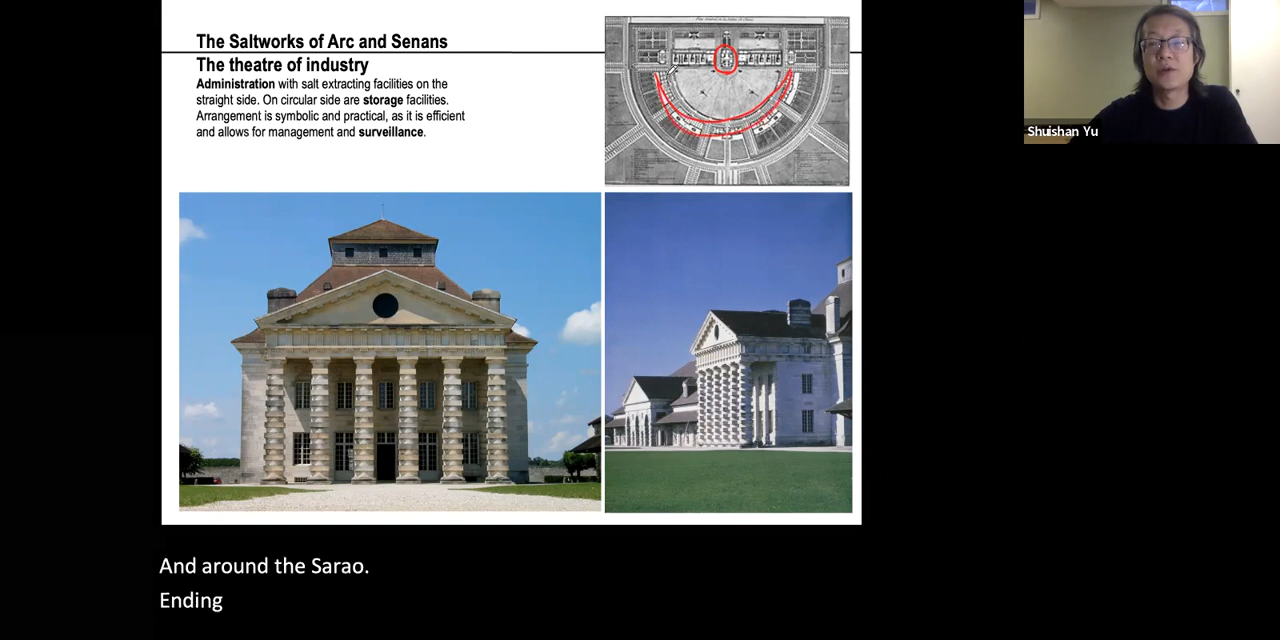 The Saltworks of Arc and Senans
The theatre of industry
Administration with salt extracting facilities on the
straight side. On circular side are storage facilities.
Arrangement is symbolic and practical, as it is efficient
and allows for management and surveillance.
Shuishan Yu
And around the Sarao.
Ending